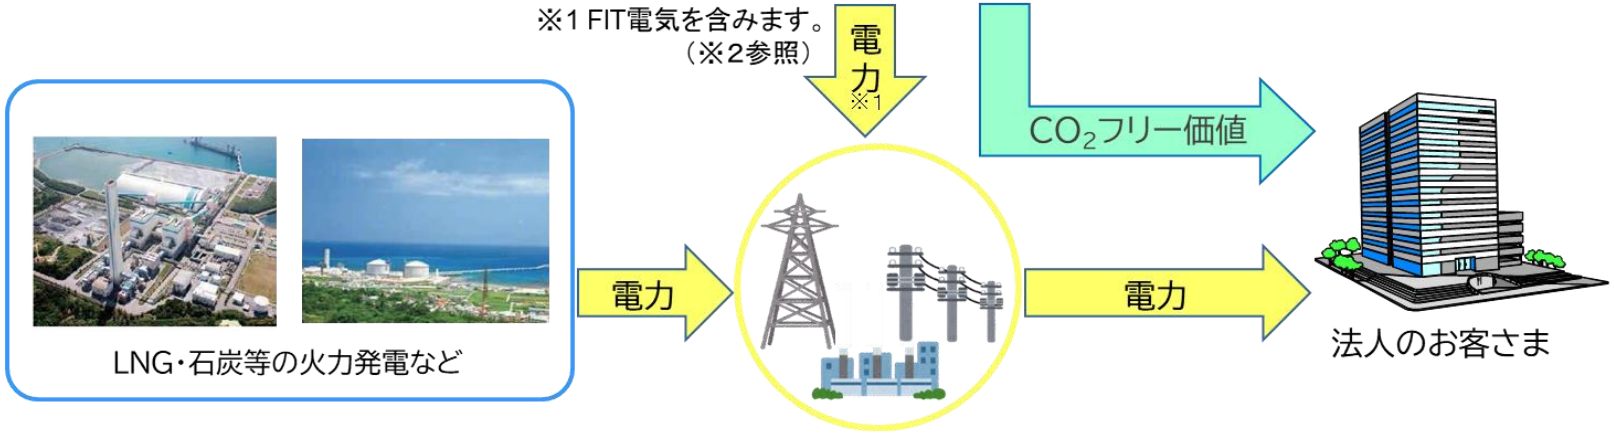 ※1 FIT電気を含みます。
（※2参照）
電力
※1
CO₂フリー価値
電力
電力
LNG・石炭等の火力発電など
法人のお客さま